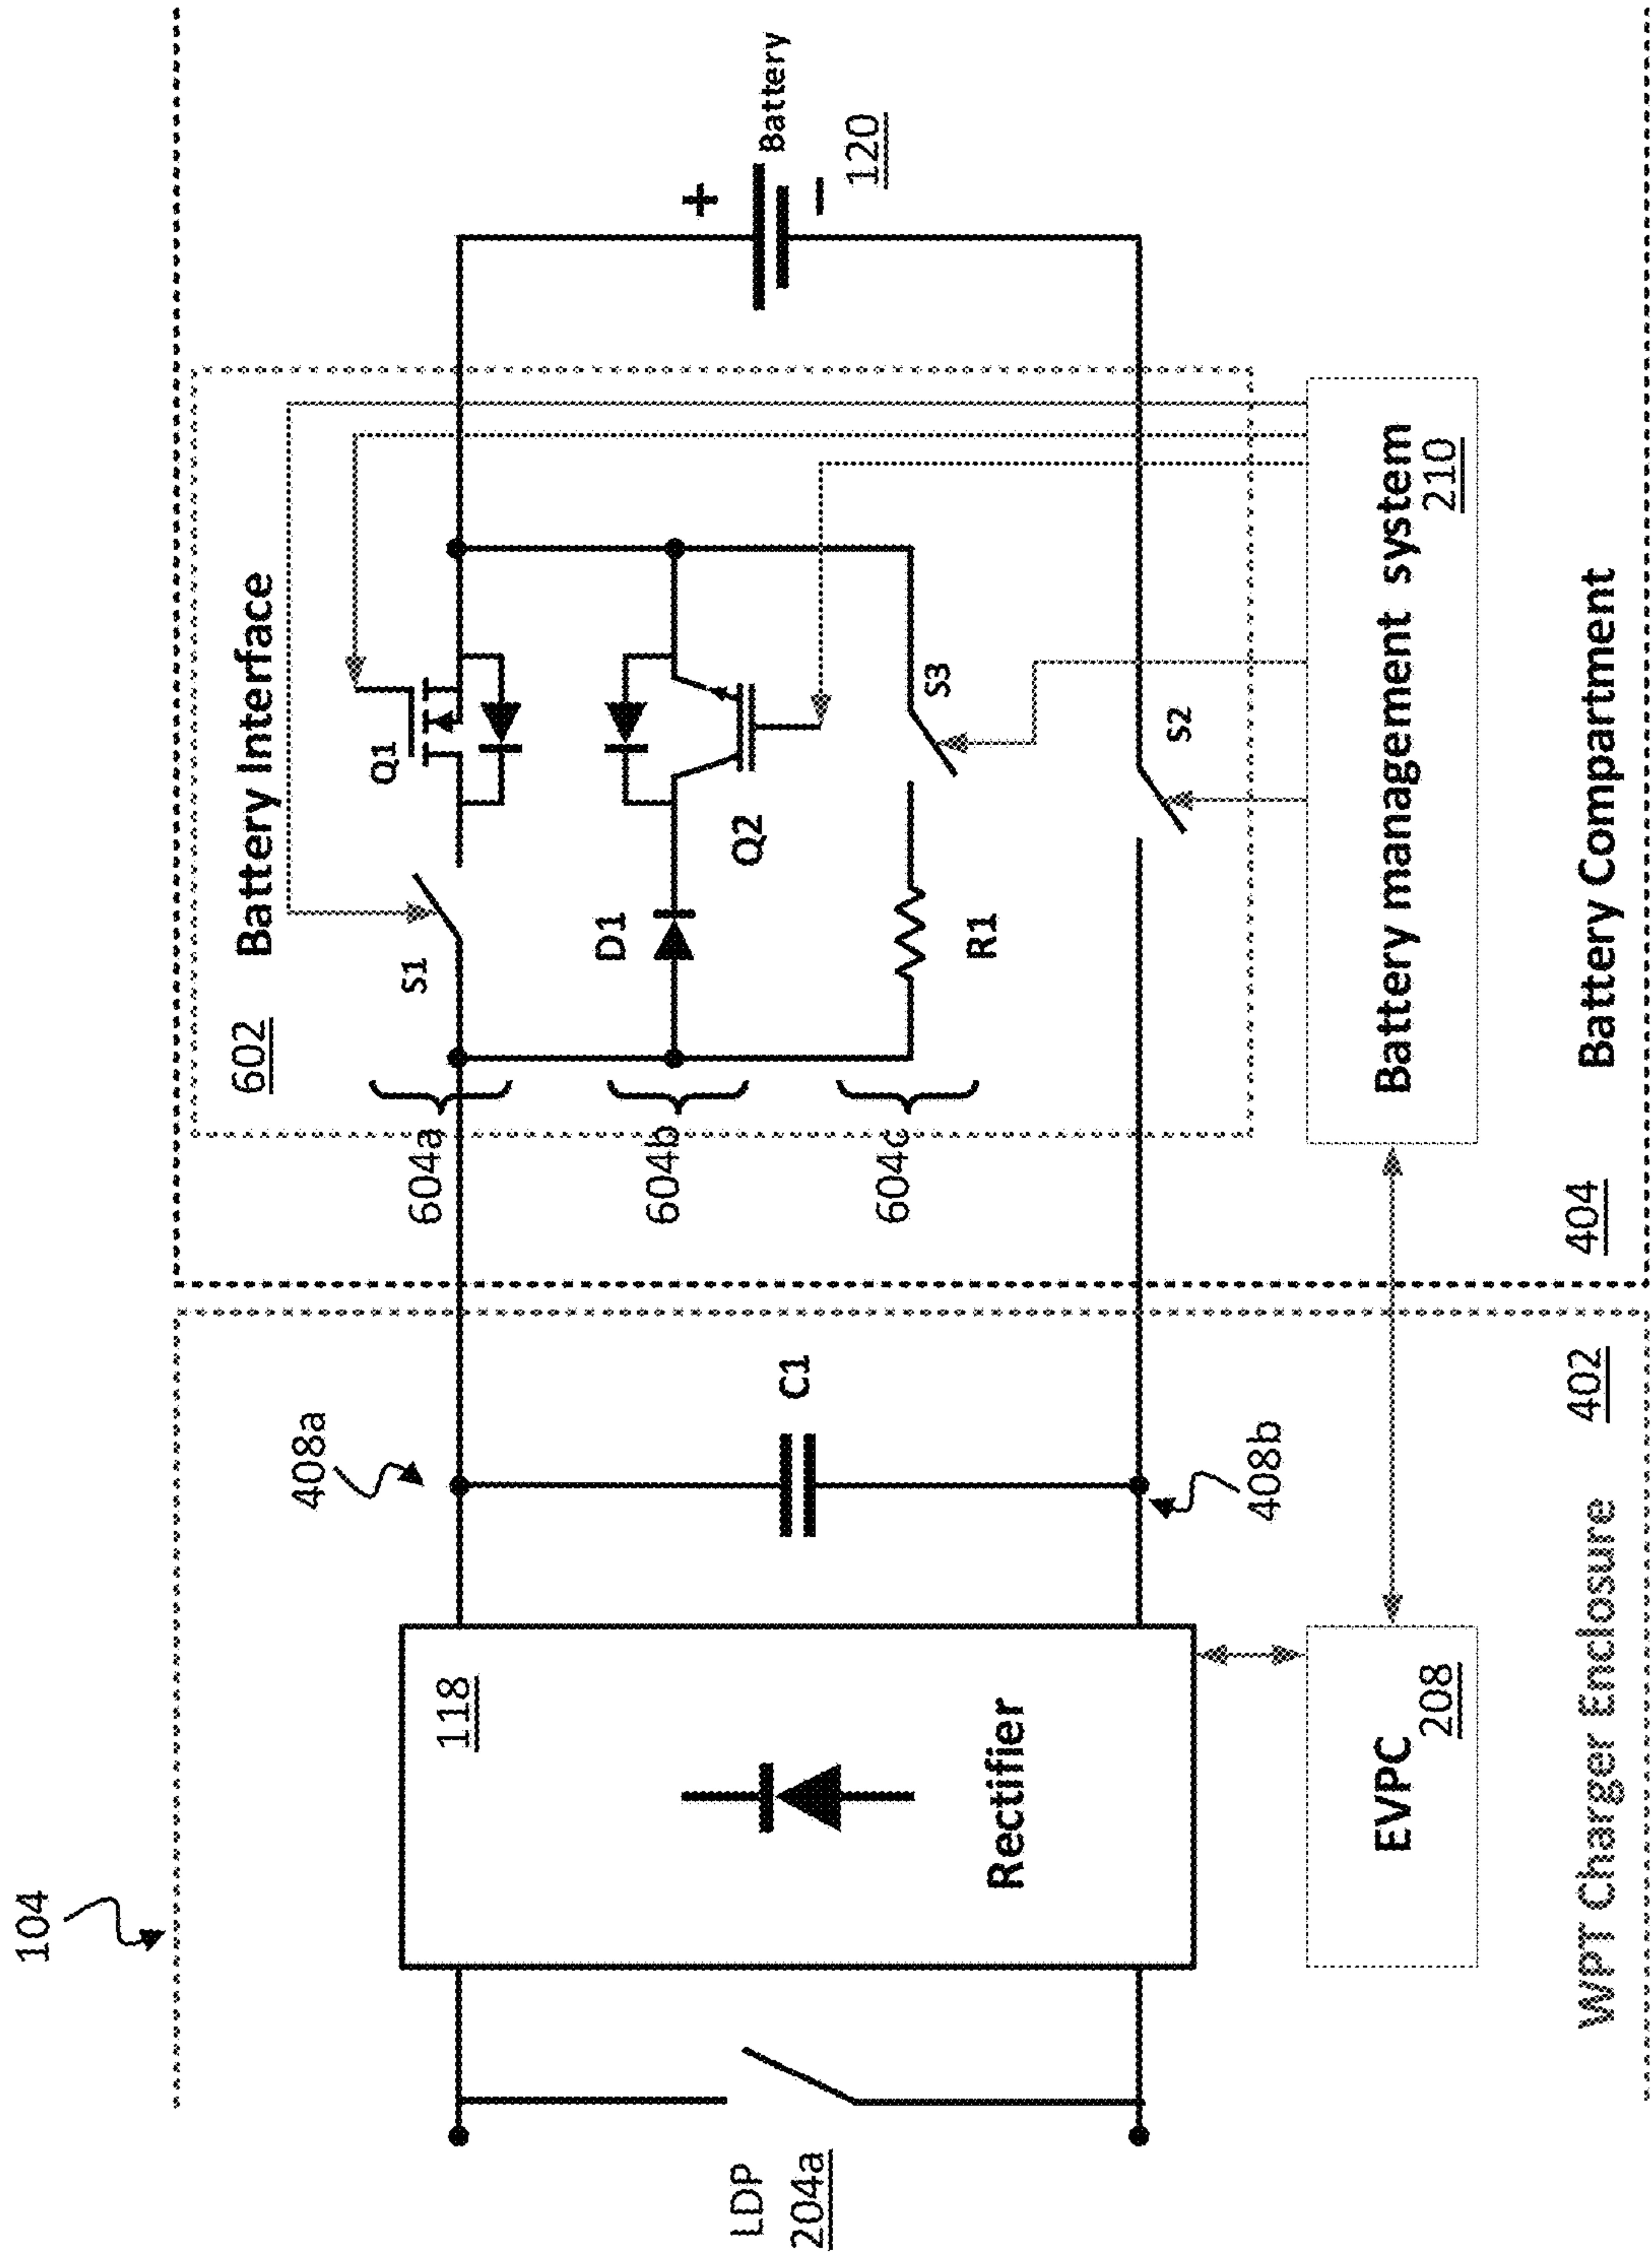 104
LDP
204a
118
Rectifier
408a
C1
408b
EVPC
208
WPT Charger Enclosure
402
602
Battery Interface
604a
604b
604c
S1
Q1
D1
Q2
R1
S3
S2
Battery
+
−
120
Battery management system
210
404
Battery Compartment